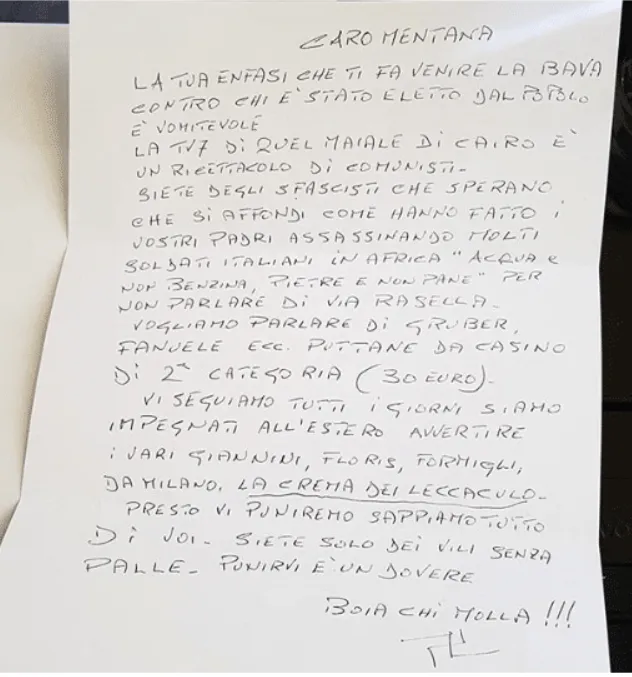 CARO MENTANA
LA TUA ENFASI CHE TI FA VENIRE LA BAVA
CONTRO CHI E' STATO ELETTO DAL POPOLO
E' VOMITEVOLE
LA TV7 DI QUEL MAIALE DI CAIRO E'
UN RICETTACOLO DI COMUNISTI-
SIETE DEGLI SFASCISTI CHE SPERANO
CHE SI AFFONDI COME HANNO FATTO I
VOSTRI PADRI ASSASSINANDO MOLTI
SOLDATI ITALIANI IN AFRICA "ACQUA E
NON BENZINA, PIETRE E NON PANE" PER
NON PARLARE DI VIA RASELLA-
VOGLIAMO PARLARE DI GRUBER,
FANUELE ECC. PUTTANE DA CASINO
DI 2ª CATEGORIA (30 EURO)-
VI SEGUIAMO TUTTI I GIORNI SIAMO
IMPEGNATI ALL'ESTERO AVVERTIRE
I VARI GIANNINI, FLORIS, FORMIGLI,
DA MILANO, LA CREMA DEI LECCACULO-
PRESTO VI PUNIREMO SAPPIAMO TUTTO
DI VOI- SIETE SOLO DEI VILI SENZA
PALLE- PUNIRVI E' UN DOVERE
BOIA CHI MOLLA!!!